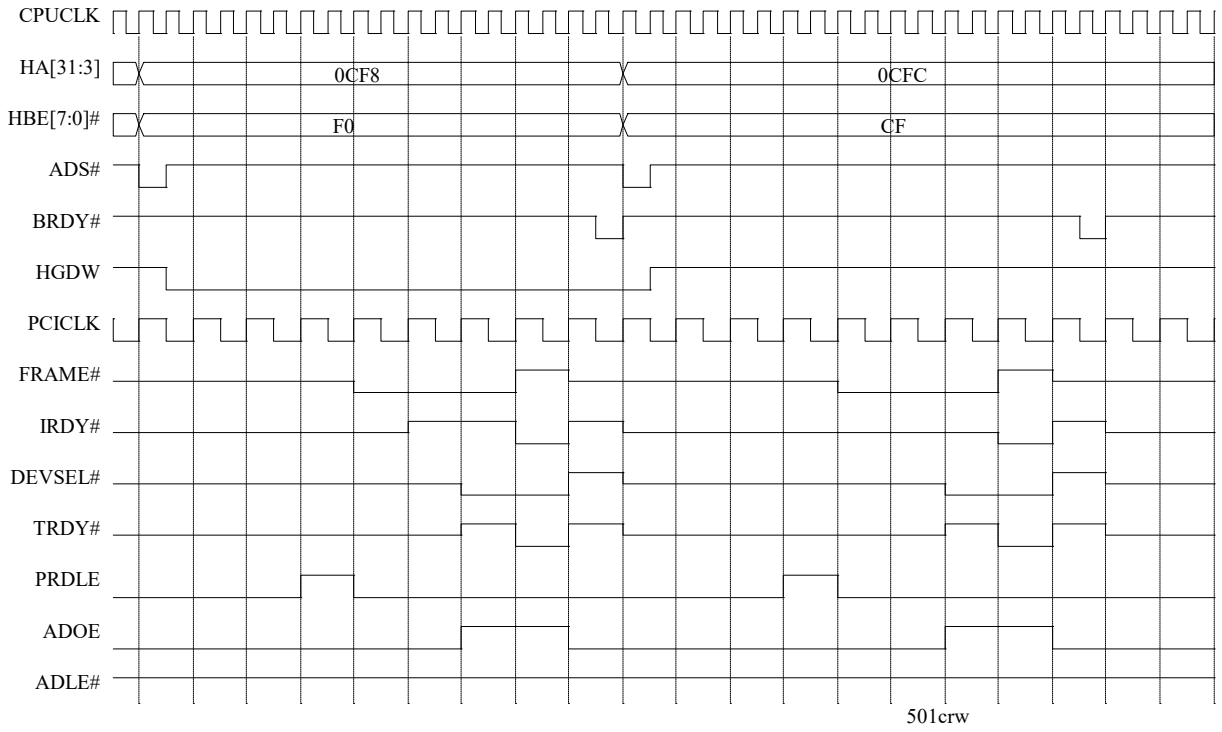 CPUCLK
HA[31:3] 0CF8 0CFC
HBE[7:0]# F0 CF
ADS#
BRDY#
HGDW
PCICLK
FRAME#
IRDY#
DEVSEL#
TRDY#
PRDLE
ADOE
ADLE#
501crw